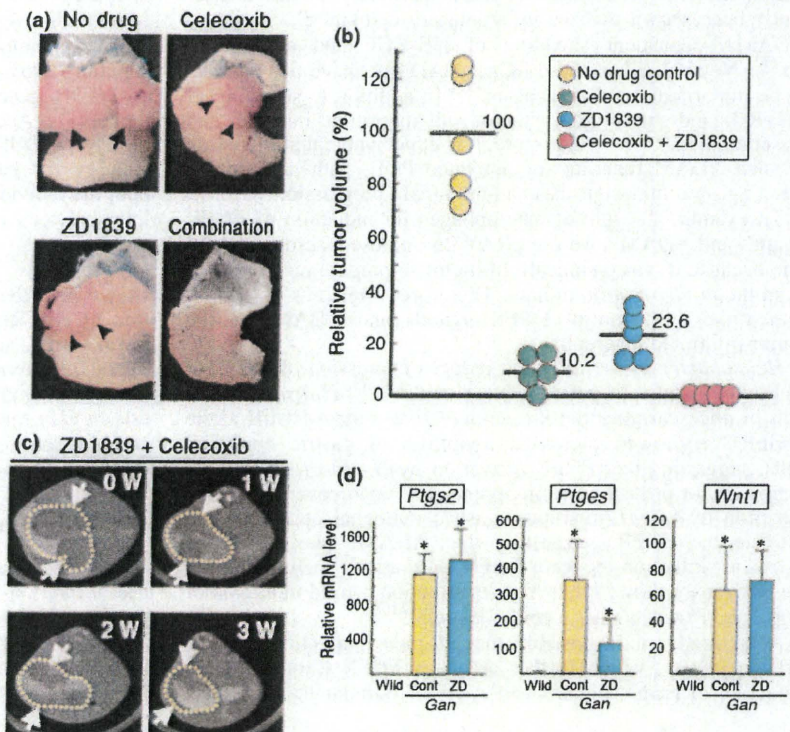 (a) No drug Celecoxib
ZD1839 Combination
(b)
Relative tumor volume (%)
120
100
80
60
40
20
0
100
10.2
23.6
No drug control
Celecoxib
ZD1839
Celecoxib + ZD1839
(c) ZD1839 + Celecoxib
0 W 1 W
2 W 3 W
(d)
Relative mRNA level
Ptgs2
1600
1200
800
400
* *
Wild Cont ZD
Gan
Ptges
600
500
400
300
200
100
* *
Wild Cont ZD
Gan
Wnt1
120
100
80
60
40
20
* *
Wild Cont ZD
Gan